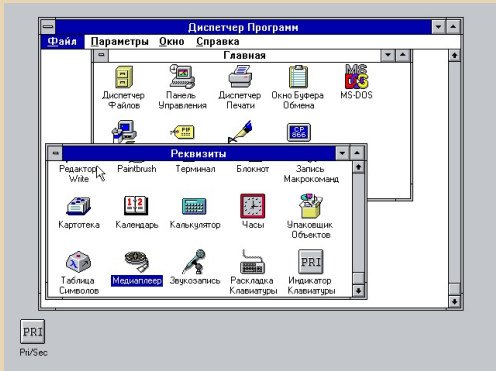 Диспетчер Программ
Файл Параметры Окно Справка
Главная
Диспетчер Файлов
Панель Управления
Диспетчер Печати
Окно Буфера Обмена
MS-DOS
PIF
CP 866
Реквизиты
Редактор Write
Paintbrush
Терминал
Блокнот
Запись Макрокоманд
Картотека
Календарь
Калькулятор
Часы
Упаковщик Объектов
PRI
Таблица Символов
Медиаплеер
Звукозапись
Раскладка Клавиатуры
Индикатор Клавиатуры
PRI
Pri/Sec